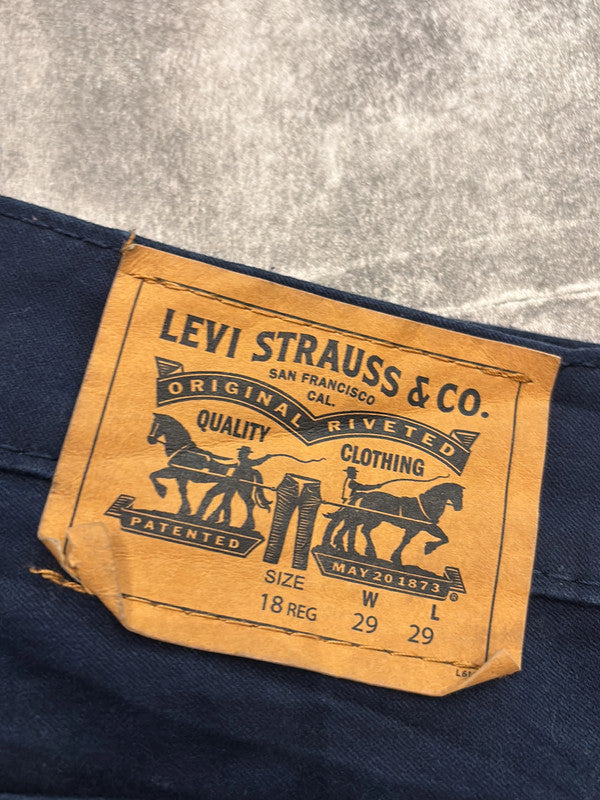 LEVI STRAUSS & CO.
SAN FRANCISCO
CAL.
ORIGINAL RIVETED
QUALITY CLOTHING
PATENTED MAY 20 1873 ®
SIZE W L
18 REG 29 29